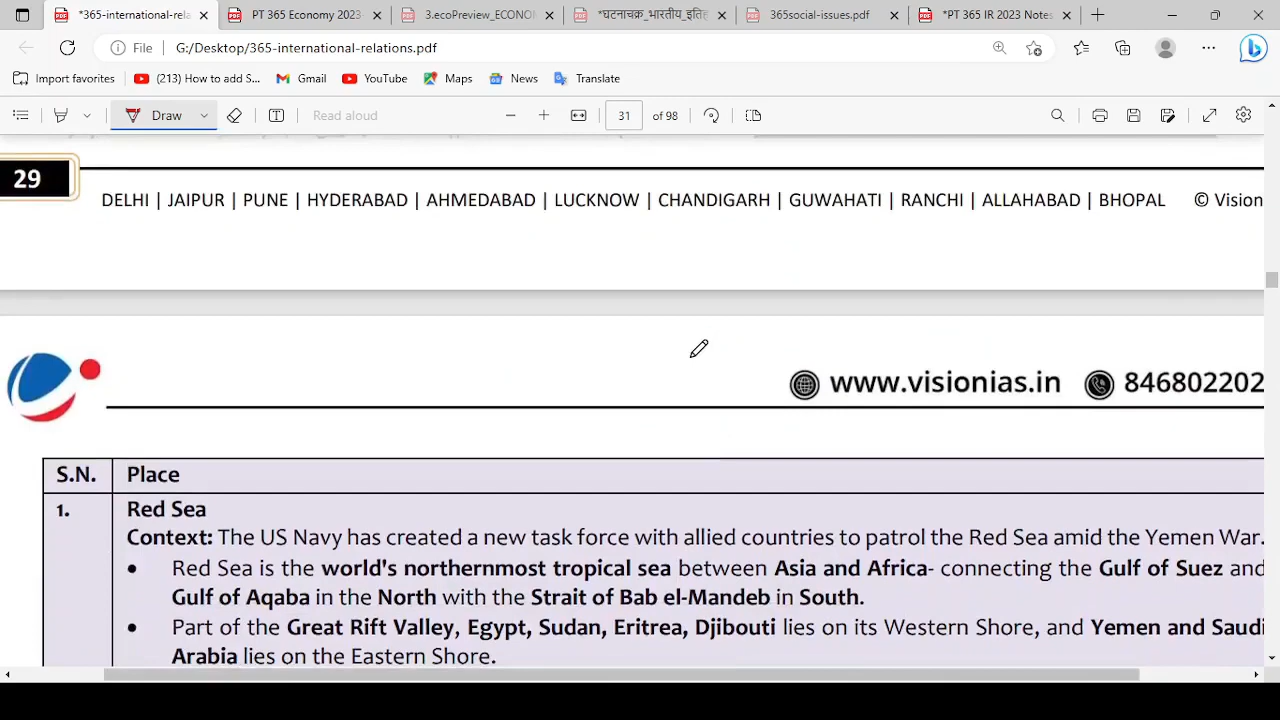 *365-international-rela
PT 365 Economy 2023-
3.ecoPreview_ECONOM
*घटनाचक्र_भारतीय_इतिह
365social-issues.pdf
*PT 365 IR 2023 Notes
File
G:/Desktop/365-international-relations.pdf
Import favorites
(213) How to add S...
Gmail
YouTube
Maps
News
Translate
Draw
Read aloud
31
of 98
29
DELHI | JAIPUR | PUNE | HYDERABAD | AHMEDABAD | LUCKNOW | CHANDIGARH | GUWAHATI | RANCHI | ALLAHABAD | BHOPAL © Vision
www.visionias.in 846802202
S.N. Place
1. Red Sea
Context: The US Navy has created a new task force with allied countries to patrol the Red Sea amid the Yemen War.
• Red Sea is the world's northernmost tropical sea between Asia and Africa- connecting the Gulf of Suez and
Gulf of Aqaba in the North with the Strait of Bab el-Mandeb in South.
• Part of the Great Rift Valley, Egypt, Sudan, Eritrea, Djibouti lies on its Western Shore, and Yemen and Saudi
Arabia lies on the Eastern Shore.